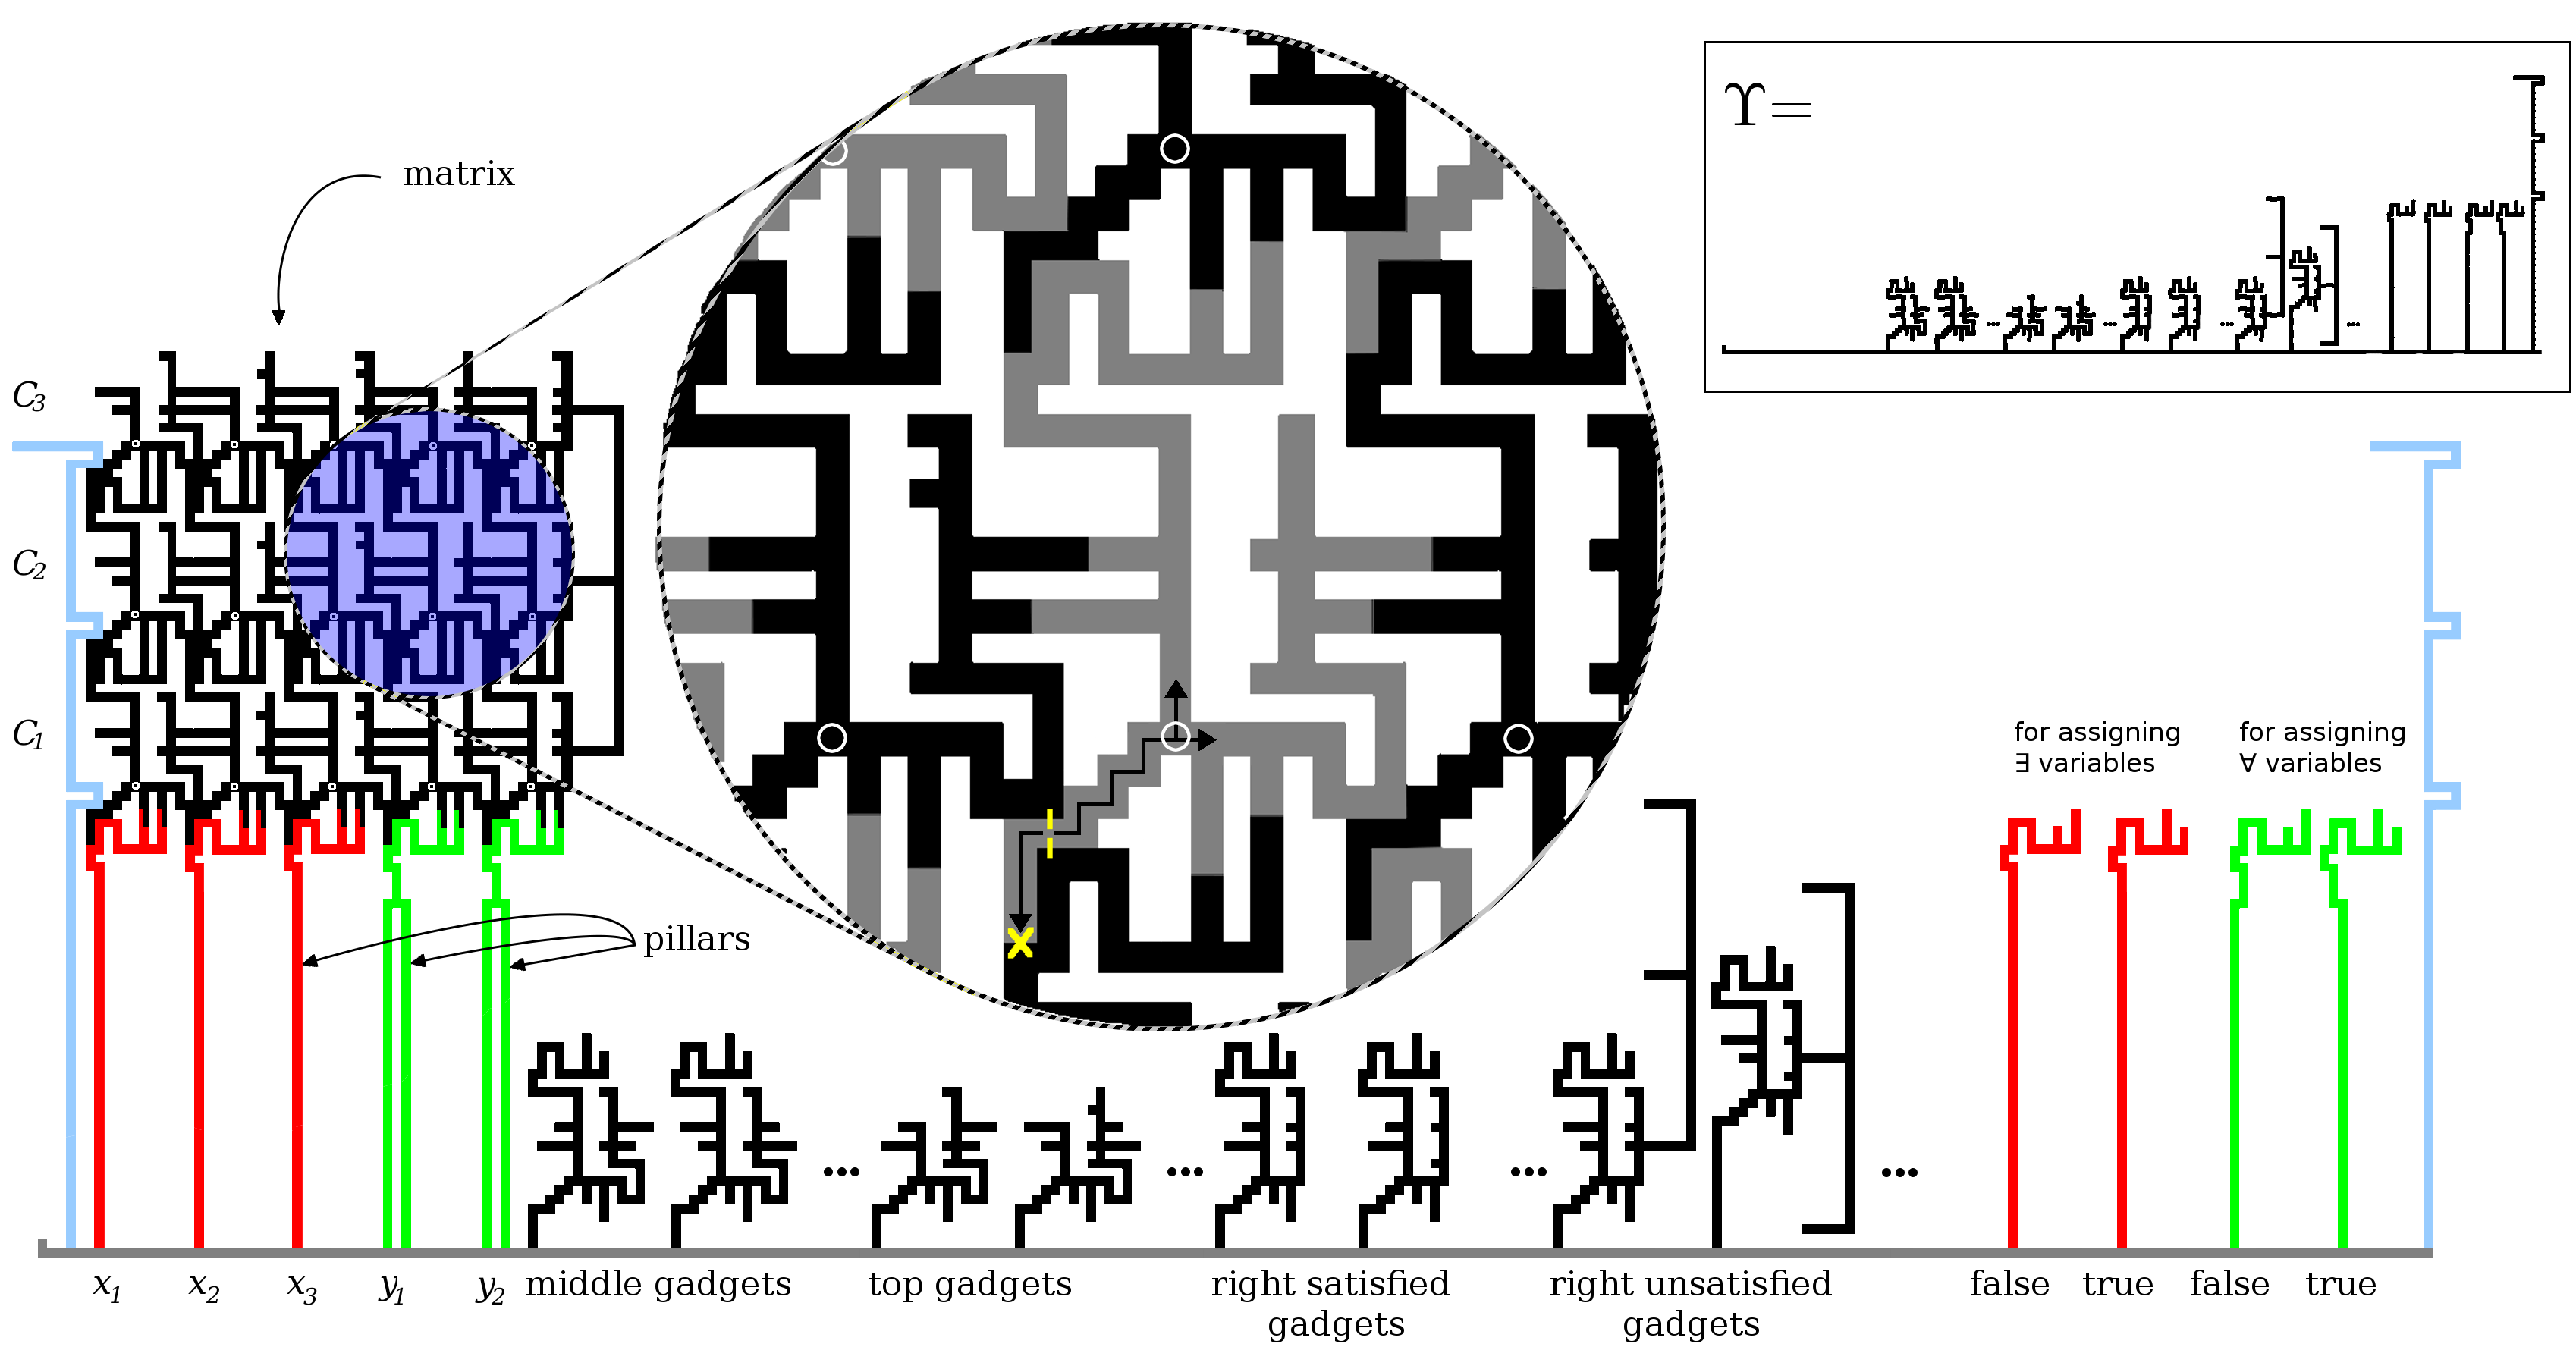 ϒ=
matrix
C3
C2
C1
for assigning
∃ variables
for assigning
∀ variables
pillars
...
...
...
...
x1
x2
x3
y1
y2
middle gadgets
top gadgets
right satisfied
gadgets
right unsatisfied
gadgets
false
true
false
true